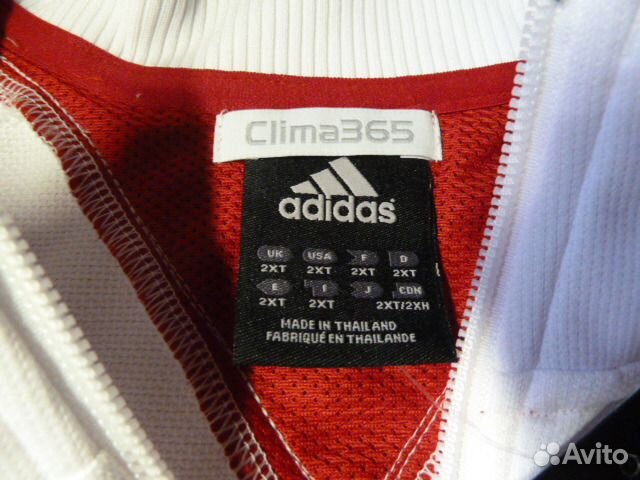 Clima365
adidas
UK USA F D
2XT 2XT 2XT 2XT
E I J CDN
2XT 2XT 2XT/2XH
MADE IN THAILAND
FABRIQUÉ EN THAILANDE
Avito